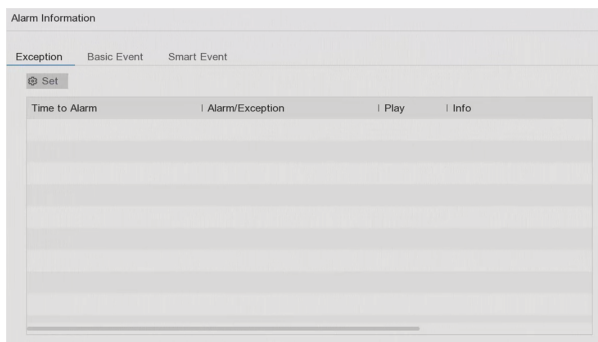 Alarm Information
Exception Basic Event Smart Event
Set
Time to Alarm Alarm/Exception Play Info